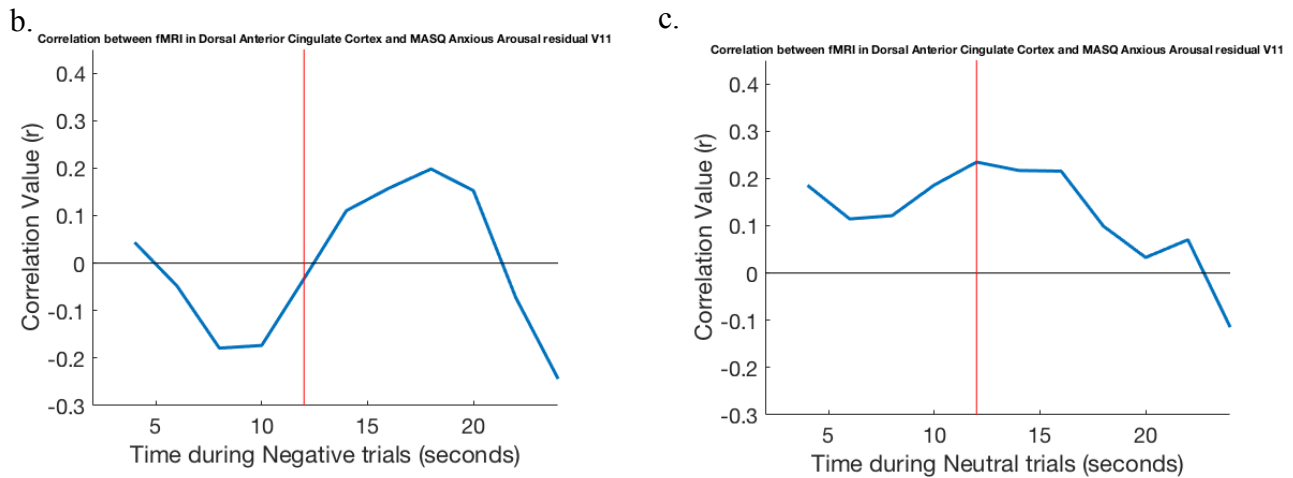 b.
Correlation between fMRI in Dorsal Anterior Cingulate Cortex and MASQ Anxious Arousal residual V11
0.4
0.3
0.2
0.1
0
-0.1
-0.2
-0.3
Correlation Value (r)
5 10 15 20
Time during Negative trials (seconds)
c.
Correlation between fMRI in Dorsal Anterior Cingulate Cortex and MASQ Anxious Arousal residual V11
0.4
0.3
0.2
0.1
0
-0.1
-0.2
-0.3
Correlation Value (r)
5 10 15 20
Time during Neutral trials (seconds)